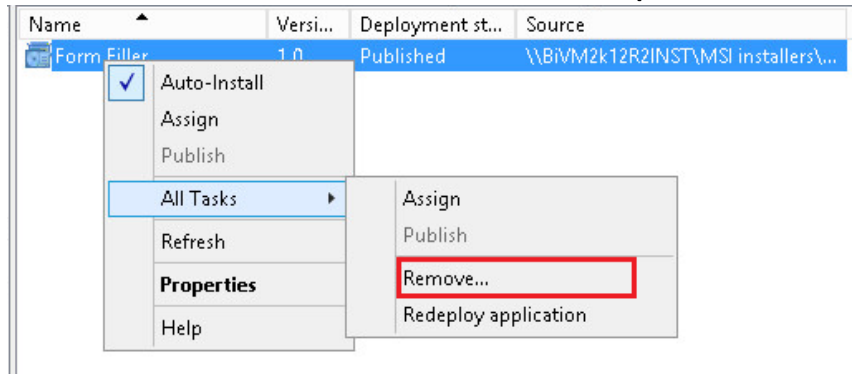 Name Versi... Deployment st... Source
Form Filler 1.0 Published \\BiVM2k12R2INST\MSI installers\...
Auto-Install
Assign
Publish
All Tasks
Refresh
Properties
Help
Assign
Publish
Remove...
Redeploy application